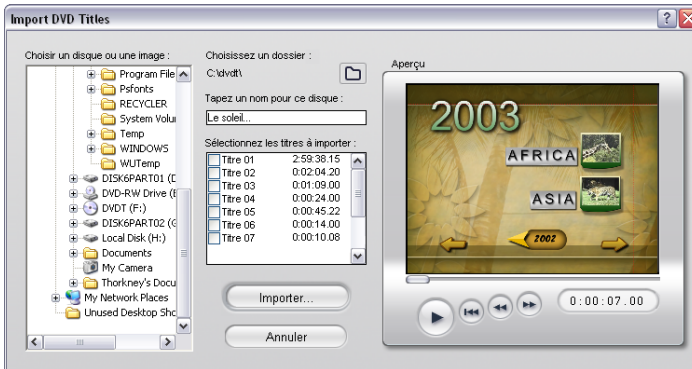 Import DVD Titles
Choisir un disque ou une image :
Program File
Psfonts
RECYCLER
System Volu
Temp
WINDOWS
WUTemp
DISK6PART01 (D
DVD-RW Drive (E
DVDT (F:)
DISK6PART02 (G
Local Disk (H:)
Documents
My Camera
Thorkney's Docu
My Network Places
Unused Desktop Shc
Choisissez un dossier :
C:\dvdt\
Tapez un nom pour ce disque :
Le soleil...
Sélectionnez les titres à importer :
Titre 01 2:59:38.15
Titre 02 0:02:04.20
Titre 03 0:01:09.00
Titre 04 0:00:24.00
Titre 05 0:00:45.22
Titre 06 0:00:14.00
Titre 07 0:00:10.08
Importer...
Annuler
Aperçu
2003
AFRICA
ASIA
2002
0:00:07.00